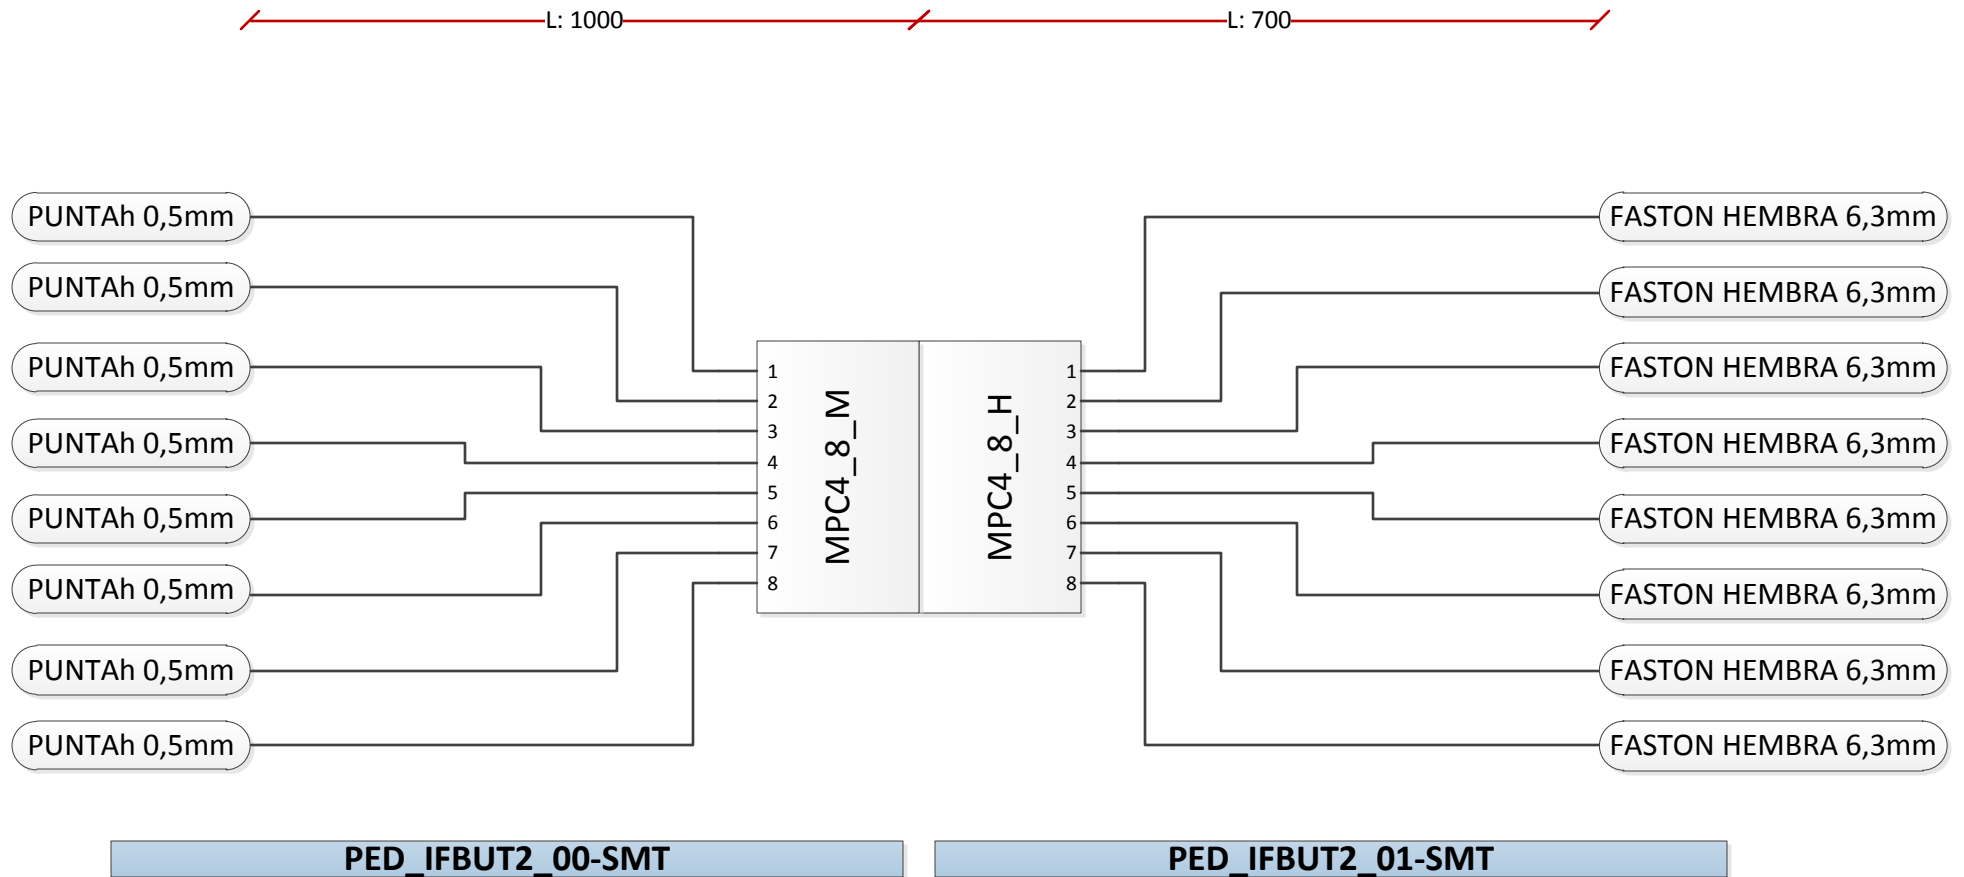 L: 1000
L: 700
PUNTAh 0,5mm
PUNTAh 0,5mm
PUNTAh 0,5mm
PUNTAh 0,5mm
PUNTAh 0,5mm
PUNTAh 0,5mm
PUNTAh 0,5mm
PUNTAh 0,5mm
1
2
3
4
5
6
7
8
MPC4_8_M
MPC4_8_H
1
2
3
4
5
6
7
8
FASTON HEMBRA 6,3mm
FASTON HEMBRA 6,3mm
FASTON HEMBRA 6,3mm
FASTON HEMBRA 6,3mm
FASTON HEMBRA 6,3mm
FASTON HEMBRA 6,3mm
FASTON HEMBRA 6,3mm
FASTON HEMBRA 6,3mm
PED_IFBUT2_00-SMT
PED_IFBUT2_01-SMT